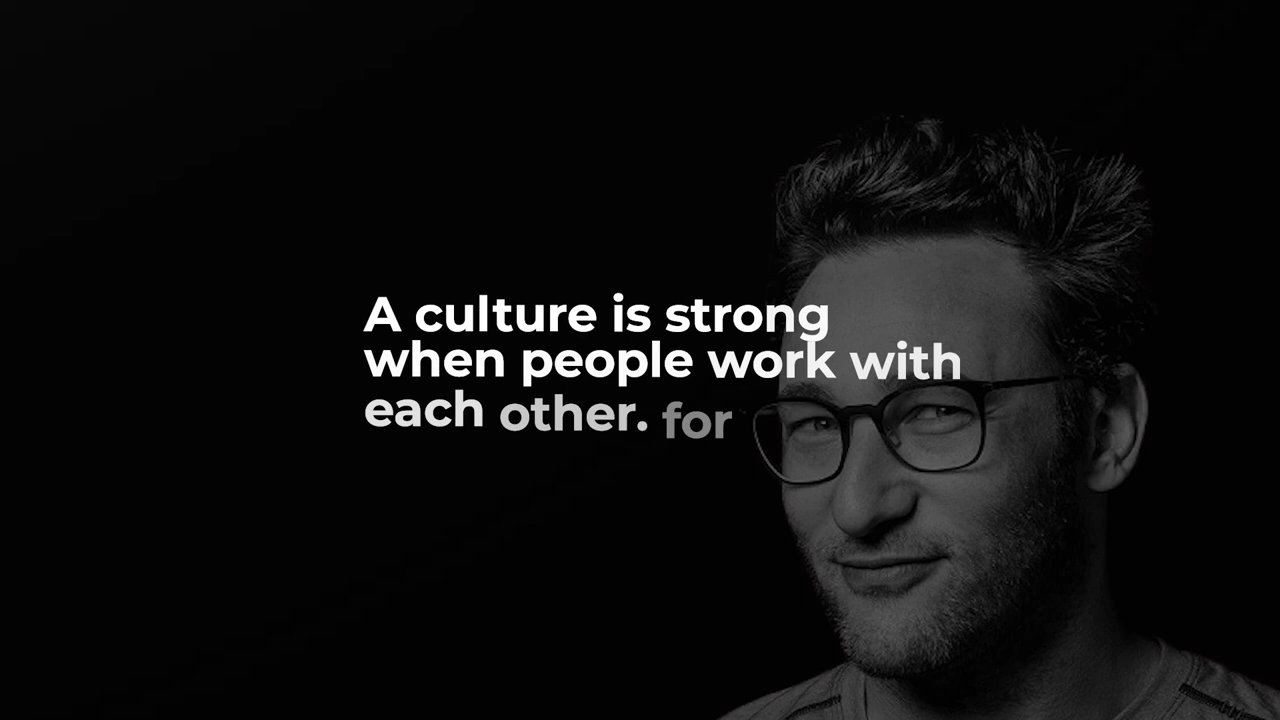 A culture is strong
when people work with
each other. for